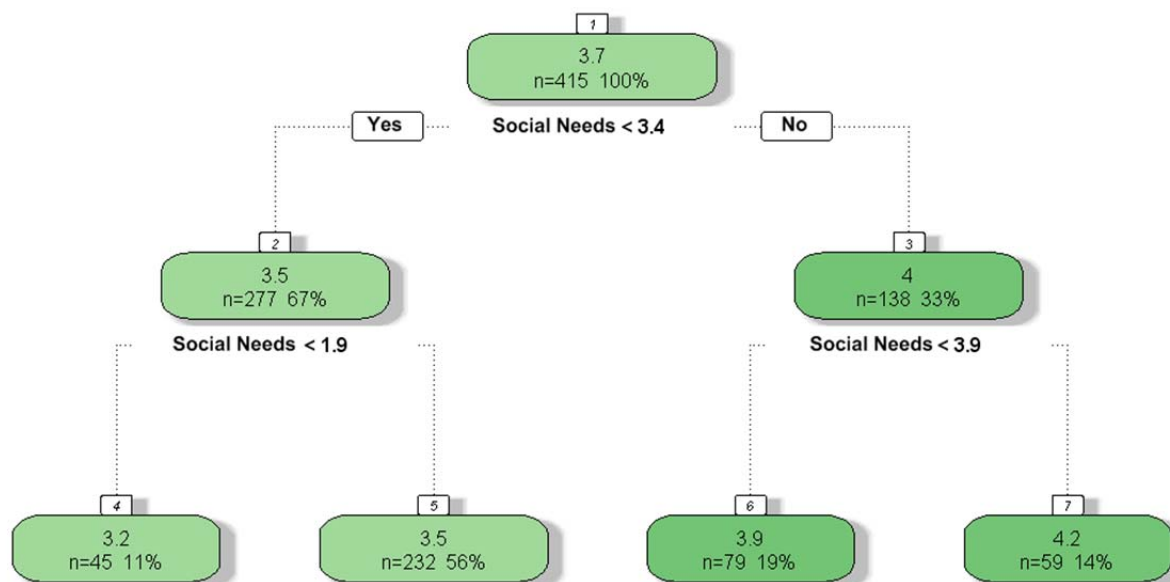 1
3.7
n=415 100%
Yes
Social Needs < 3.4
No
2
3.5
n=277 67%
3
4
n=138 33%
Social Needs < 1.9
Social Needs < 3.9
4
3.2
n=45 11%
5
3.5
n=232 56%
6
3.9
n=79 19%
7
4.2
n=59 14%